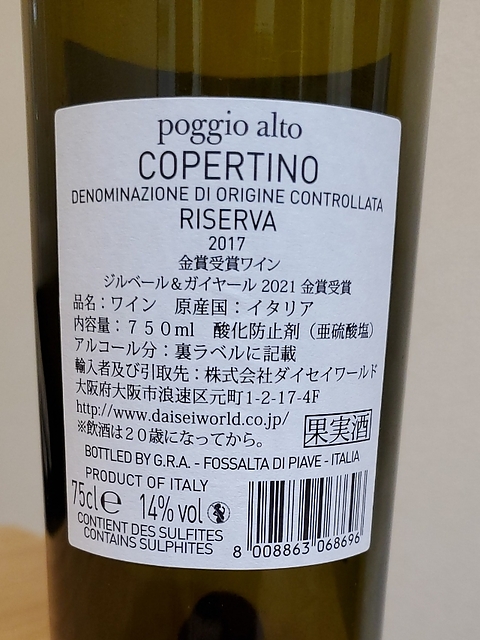 poggio alto
COPERTINO
DENOMINAZIONE DI ORIGINE CONTROLLATA
RISERVA
2017
金賞受賞ワイン
ジルベール&ガイヤール 2021 金賞受賞
品名:ワイン 原産国:イタリア
内容量:750ml 酸化防止剤(亜硫酸塩)
アルコール分:裏ラベルに記載
輸入者及び引取先:株式会社ダイセイワールド
大阪府大阪市浪速区元町1-2-17-4F
http://www.daiseiworld.co.jp/
※飲酒は20歳になってから。 果実酒
BOTTLED BY G.R.A. - FOSSALTA DI PIAVE - ITALIA
PRODUCT OF ITALY
75cl e 14% vol
CONTIENT DES SULFITES
CONTAINS SULPHITES
8 008863 068696